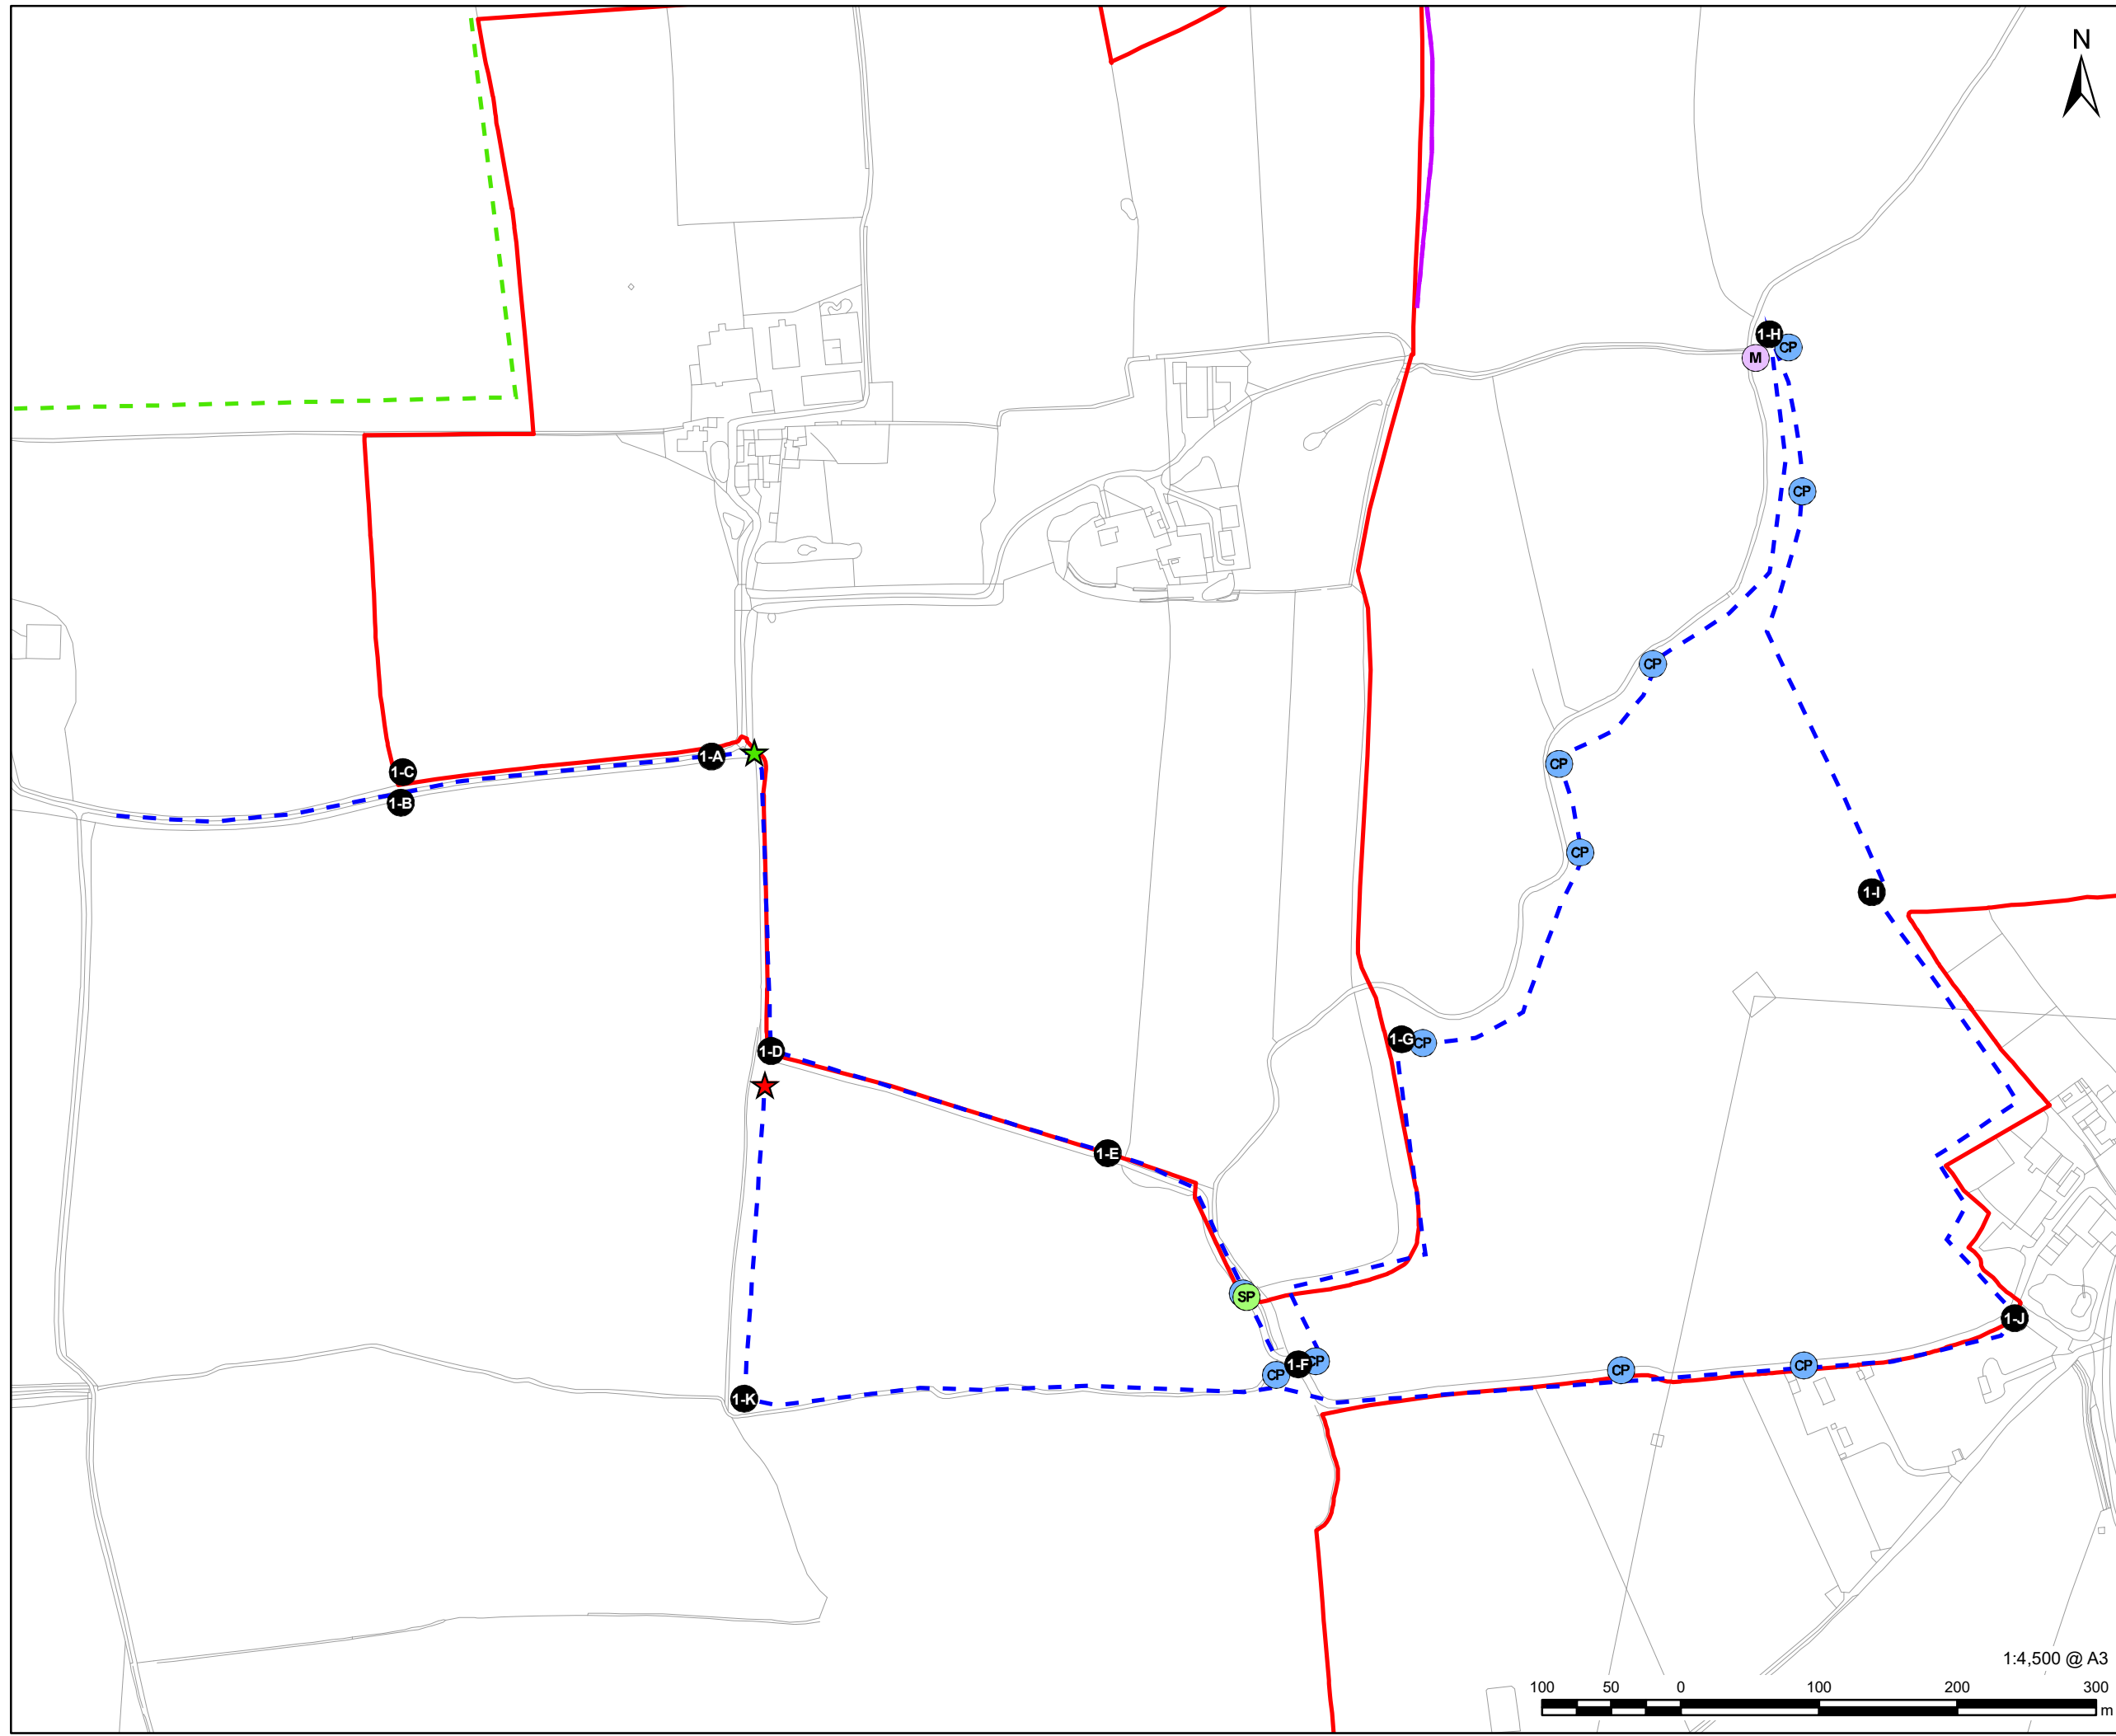 N
1-H
CP
M
CP
CP
1-A
CP
1-C
1-B
CP
1-I
1-G
CP
1-D
1-E
SP
1-J
1-F
CP
CP
CP
CP
1-K
1:4,500 @ A3
100 50 0 100 200 300
m